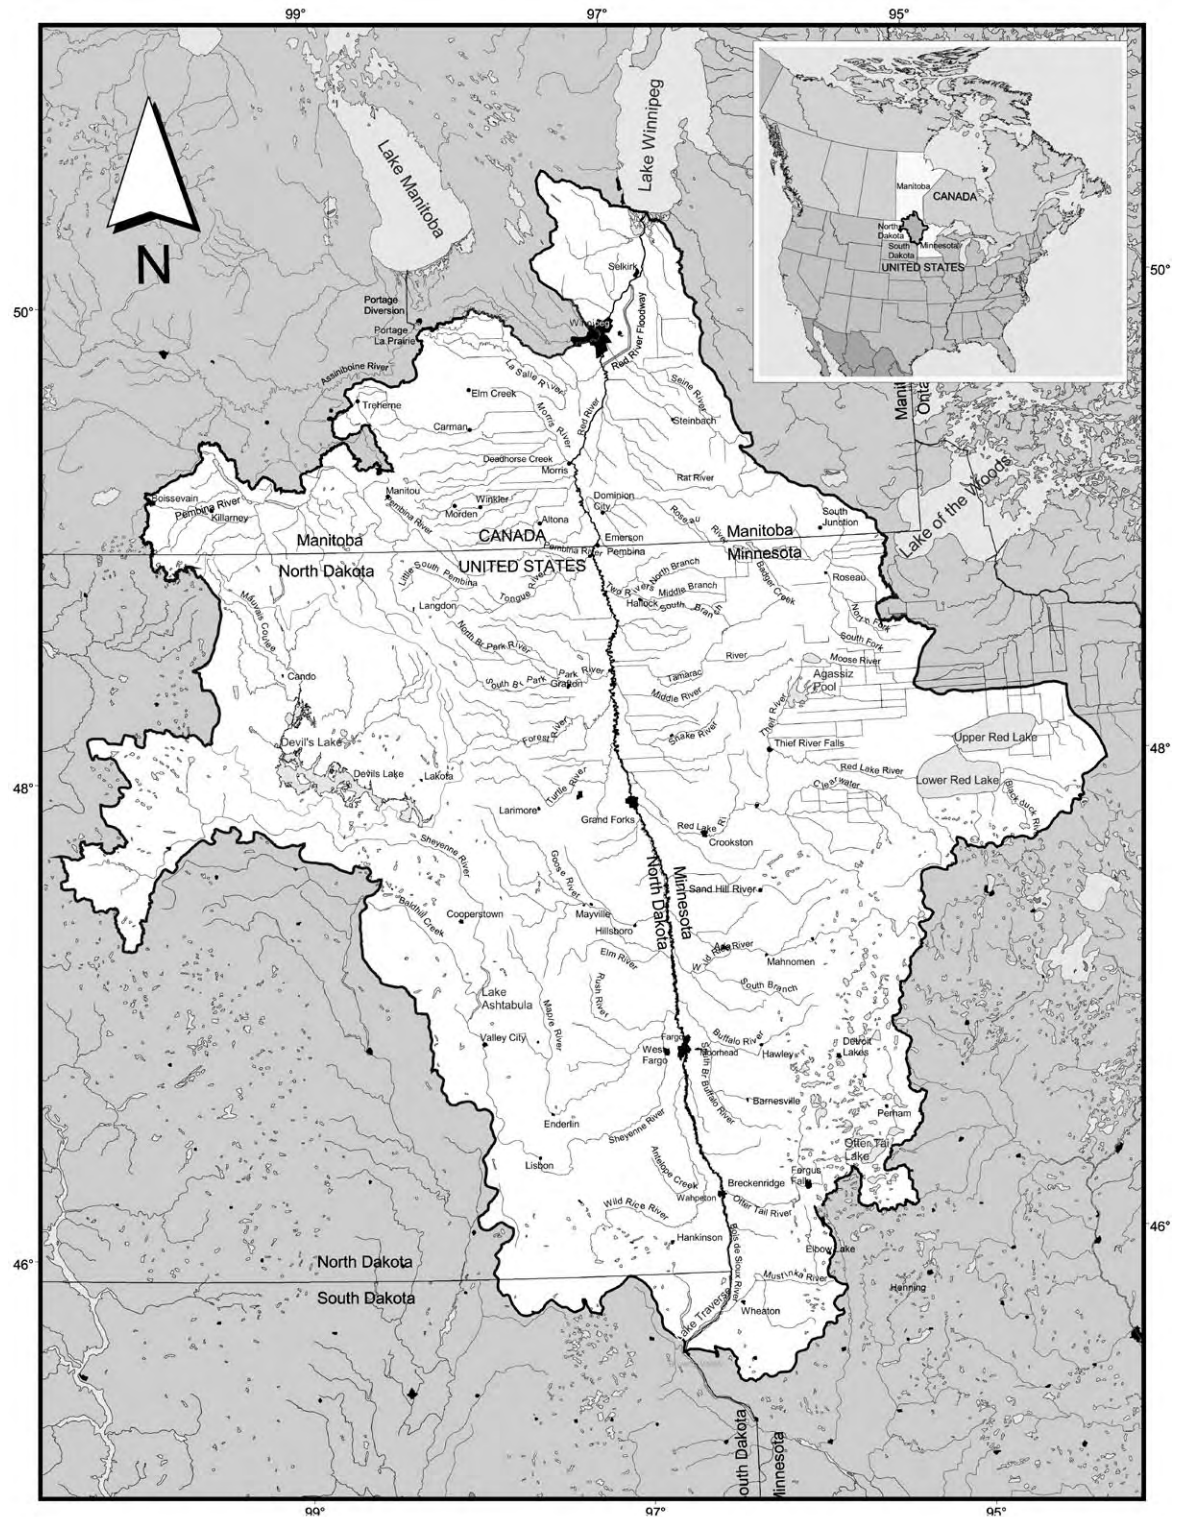 99°
97°
95°
Lake Winnipeg
Lake Manitoba
N
Manitoba
CANADA
North
Dakota
South
Dakota
Minnesota
UNITED STATES
50°
50°
Selkirk
Portage
Diversion
Portage
La Prairie
Winnipeg
Red River Floodway
Assiniboine River
La Salle River
Seine River
Elm Creek
Treherne
Morris River
Red River
Steinbach
Carman
Deadhorse Creek
Morris
Rat River
Lake of the Woods
Boissevain
Pembina River
Killarney
Manitou
Pembina River
Winkler
Morden
Altona
Dominion
City
Roseau
River
South
Junction
Emerson
Manitoba
CANADA
Manitoba
Minnesota
North Dakota
UNITED STATES
Pembina River
Pembina
Little South Pembina
Tongue River
Two Rivers
North Branch
Middle Branch
South Branch
Hallock
Badger Creek
Roseau
Langdon
Mauvais Coulee
North Br Park River
North Fork
South Fork
Moose River
River
Tamarac
Park River
South Br Park
Grafton
Middle River
Agassiz
Pool
Cando
Thief River
Snake River
Forest River
Thief River Falls
Upper Red Lake
Devil's Lake
Devils Lake
Lakota
Red Lake River
Lower Red Lake
Clearwater
48°
48°
Turtle River
Larimore
Grand Forks
Red Lake Ri
Crookston
Sheyenne River
Goose River
Minnesota
North Dakota
Sand Hill River
Baldhill Creek
Cooperstown
Mayville
Hillsboro
Ada
Wild Rice River
Mahnomen
Elm River
Rush River
South Branch
Lake
Ashtabula
Maple River
Valley City
Fargo
West
Fargo
Moorhead
Buffalo River
Hawley
Detroit
Lakes
South Br Buffalo River
Barnesville
Perham
Enderlin
Sheyenne River
Otter Tai
Lake
Lisbon
Antelope Creek
Fergus
Falls
Breckenridge
Wahpeton
Otter Tail River
Wild Rice River
Hankinson
Bois de Sioux River
Elbow Lake
46°
46°
North Dakota
South Dakota
Mustinka River
Henning
Lake Traverse
Wheaton
South Dakota
Minnesota
99°
97°
95°